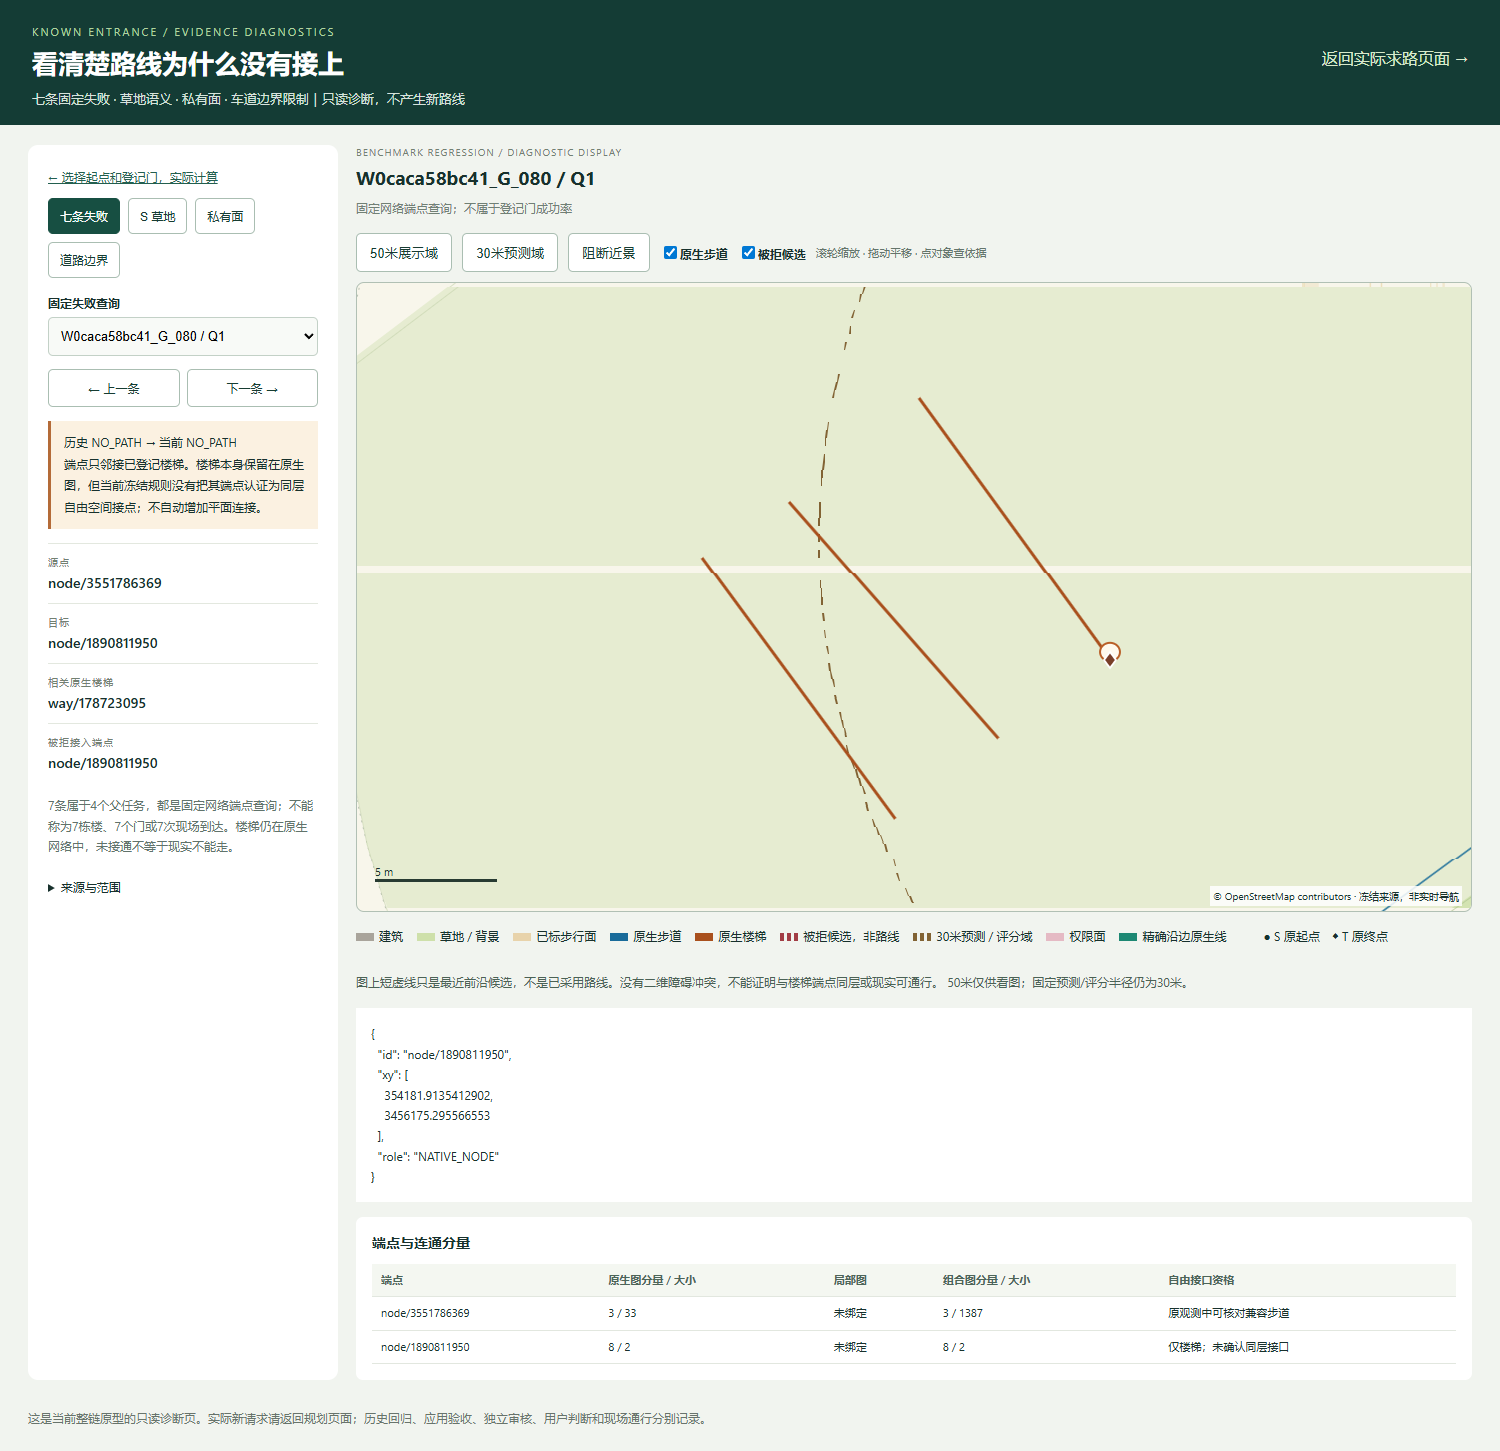 KNOWN ENTRANCE / EVIDENCE DIAGNOSTICS
看清楚路线为什么没有接上
七条固定失败 · 草地语义 · 私有面 · 车道边界限制 | 只读诊断，不产生新路线
返回实际求路页面 →
← 选择起点和登记门，实际计算
七条失败
S 草地
私有面
道路边界
固定失败查询
W0caca58bc41_G_080 / Q1
← 上一条
下一条 →
历史 NO_PATH → 当前 NO_PATH
端点只邻接已登记楼梯。楼梯本身保留在原生
图，但当前冻结规则没有把其端点认证为同层
自由空间接点；不自动增加平面连接。
源点
node/3551786369
目标
node/1890811950
相关原生楼梯
way/178723095
被拒接入端点
node/1890811950
7条属于4个父任务，都是固定网络端点查询；不能
称为7栋楼、7个门或7次现场到达。楼梯仍在原生
网络中，未接通不等于现实不能走。
▶ 来源与范围
BENCHMARK REGRESSION / DIAGNOSTIC DISPLAY
W0caca58bc41_G_080 / Q1
固定网络端点查询；不属于登记门成功率
50米展示域
30米预测域
阻断近景
原生步道
被拒候选
滚轮缩放 · 拖动平移 · 点对象查依据
5 m
© OpenStreetMap contributors · 冻结来源，非实时导航
建筑
草地 / 背景
已标步行面
原生步道
原生楼梯
被拒候选，非路线
30米预测 / 评分域
权限面
精确沿边原生线
● S 原起点
◆ T 原终点
图上短虚线只是最近前沿候选，不是已采用路线。没有二维障碍冲突，不能证明与楼梯端点同层或现实可通行。 50米仅供看图；固定预测/评分半径仍为30米。
{
"id": "node/1890811950",
"xy": [
354181.9135412902,
3456175.295566553
],
"role": "NATIVE_NODE"
}
端点与连通分量
端点 原生图分量 / 大小 局部图 组合图分量 / 大小 自由接口资格
node/3551786369 3 / 33 未绑定 3 / 1387 原观测中可核对兼容步道
node/1890811950 8 / 2 未绑定 8 / 2 仅楼梯；未确认同层接口
这是当前整链原型的只读诊断页。实际新请求请返回规划页面；历史回归、应用验收、独立审核、用户判断和现场通行分别记录。